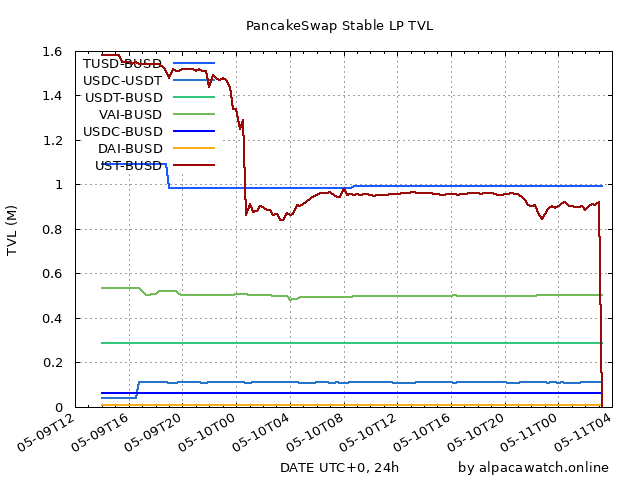 PancakeSwap Stable LP TVL
TVL (M)
1.6
1.4
1.2
1
0.8
0.6
0.4
0.2
0
TUSD-BUSD
USDC-USDT
USDT-BUSD
VAI-BUSD
USDC-BUSD
DAI-BUSD
UST-BUSD
05-09T12
05-09T16
05-09T20
05-10T00
05-10T04
05-10T08
05-10T12
05-10T16
05-10T20
05-11T00
05-11T04
DATE UTC+0, 24h
by alpacawatch.online